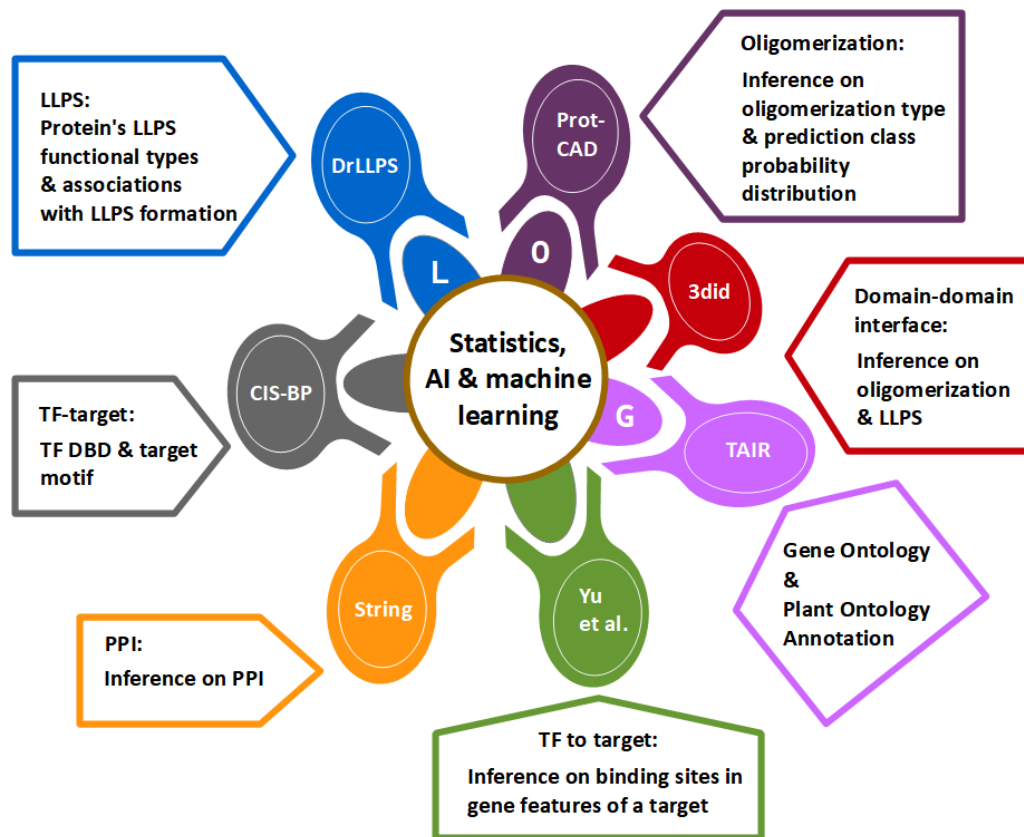 LLPS:
Protein's LLPS
functional types
& associations
with LLPS formation
DrLLPS
L
Prot-
CAD
O
Oligomerization:
Inference on
oligomerization type
& prediction class
probability
distribution
3did
Domain-domain
interface:
Inference on
oligomerization
& LLPS
Statistics,
AI & machine
learning
CIS-BP
TF-target:
TF DBD & target
motif
G
TAIR
Gene Ontology
&
Plant Ontology
Annotation
String
PPI:
Inference on PPI
Yu
et al.
TF to target:
Inference on binding sites in
gene features of a target